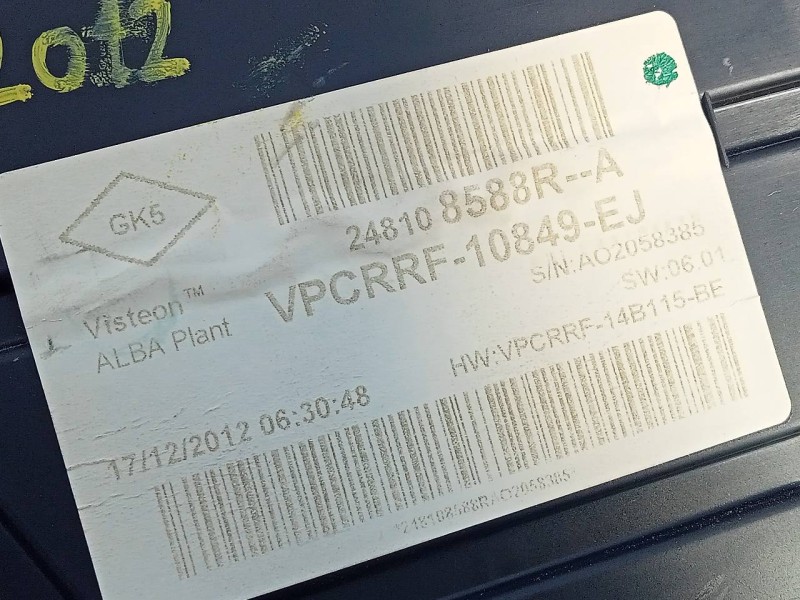 2012
GK5
24810 8588R--A
VPCRRF-10849-EJ
S/N:AO2058385
SW:06.01
Visteon™
ALBA Plant
HW:VPCRRF-14B115-BE
17/12/2012 06:30:48
*248108588RAO2058385*